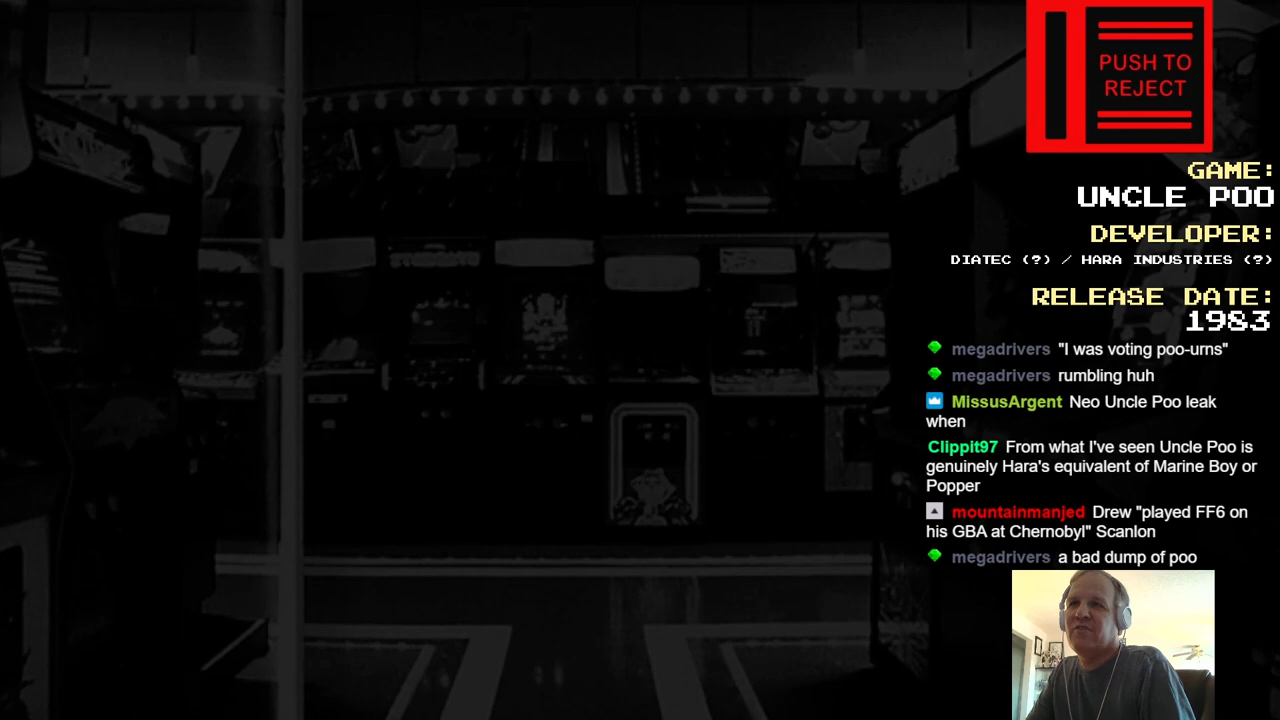 PUSH TO
REJECT
GAME:
UNCLE POO
DEVELOPER:
DIATEC (?) / HARA INDUSTRIES (?)
RELEASE DATE:
1983
megadrivers "I was voting poo-urns"
megadrivers rumbling huh
MissusArgent Neo Uncle Poo leak
when
Clippit97 From what I've seen Uncle Poo is
genuinely Hara's equivalent of Marine Boy or
Popper
mountainmanjed Drew "played FF6 on
his GBA at Chernobyl" Scanlon
megadrivers a bad dump of poo